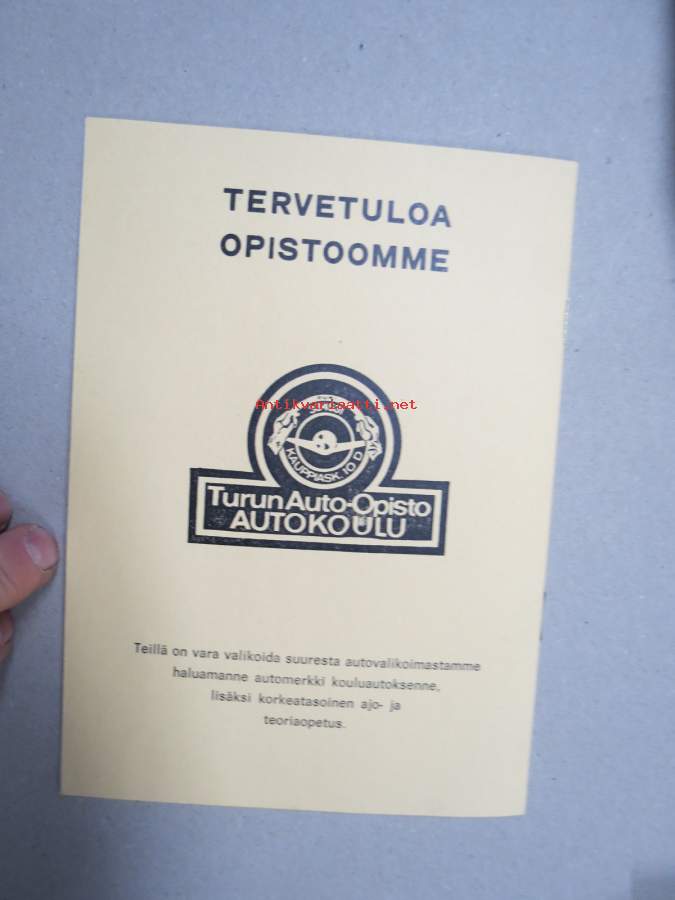 TERVETULOA
OPISTOOMME
Antikvariaatti.net
KAUPPIASK. 10 D
Turun Auto-Opisto
AUTOKOULU
Teillä on vara valikoida suuresta autovalikoimastamme
haluamanne automerkki kouluautoksenne,
lisäksi korkeatasoinen ajo- ja
teoriaopetus.